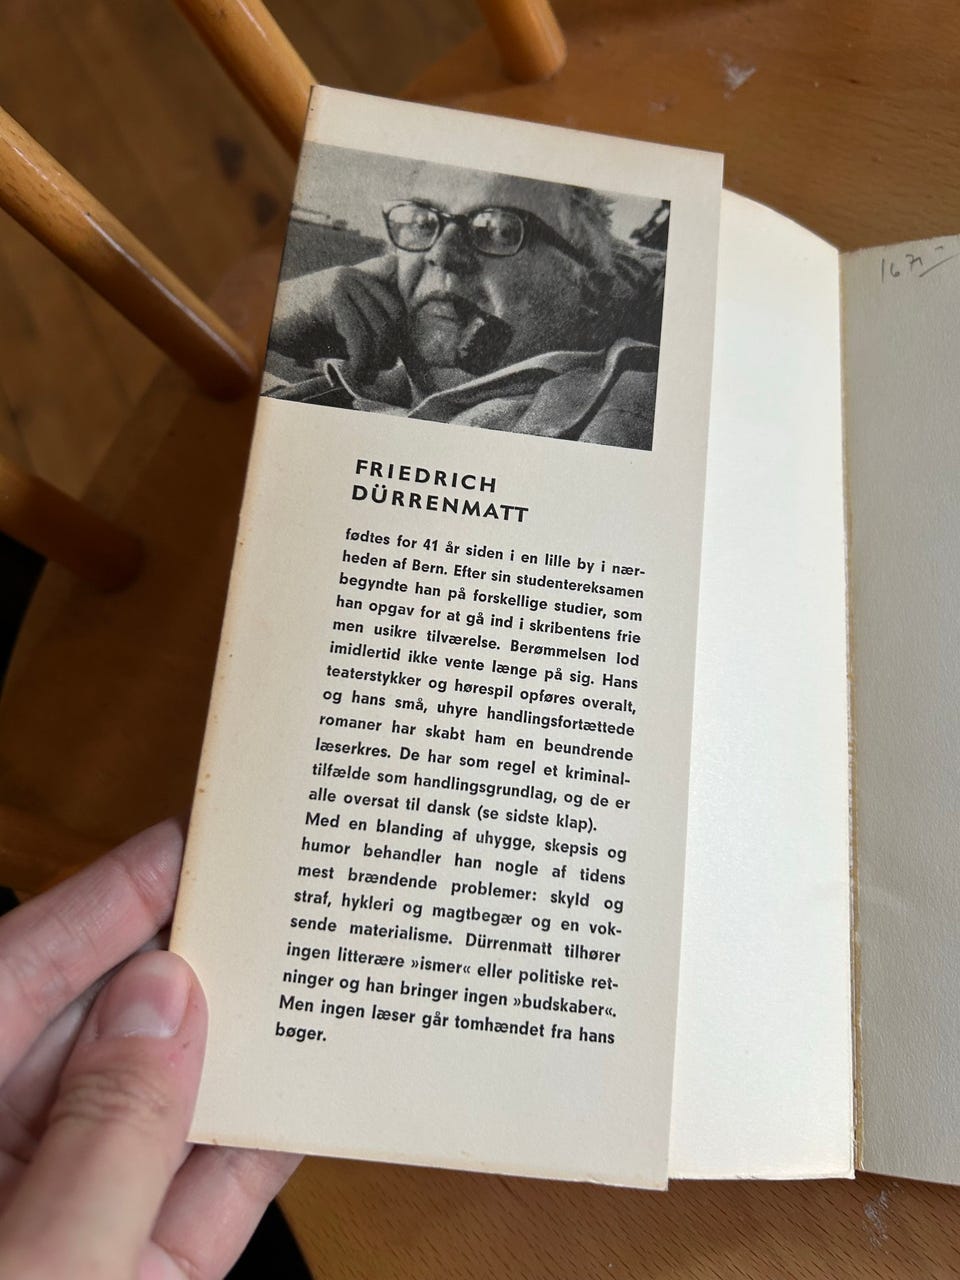 FRIEDRICH
DÜRRENMATT
fødtes for 41 år siden i en lille by i nær-
heden af Bern. Efter sin studentereksamen
begyndte han på forskellige studier, som
han opgav for at gå ind i skribentens frie
men usikre tilværelse. Berømmelsen lod
imidlertid ikke vente længe på sig. Hans
teaterstykker og hørespil opføres overalt,
og hans små, uhyre handlingsfortættede
romaner har skabt ham en beundrende
læserkres. De har som regel et kriminal-
tilfælde som handlingsgrundlag, og de er
alle oversat til dansk (se sidste klap).
Med en blanding af uhygge, skepsis og
humor behandler han nogle af tidens
mest brændende problemer: skyld og
straf, hykleri og magtbegær og en vok-
sende materialisme. Dürrenmatt tilhører
ingen litterære »ismer« eller politiske ret-
ninger og han bringer ingen »budskaber«.
Men ingen læser går tomhændet fra hans
bøger.